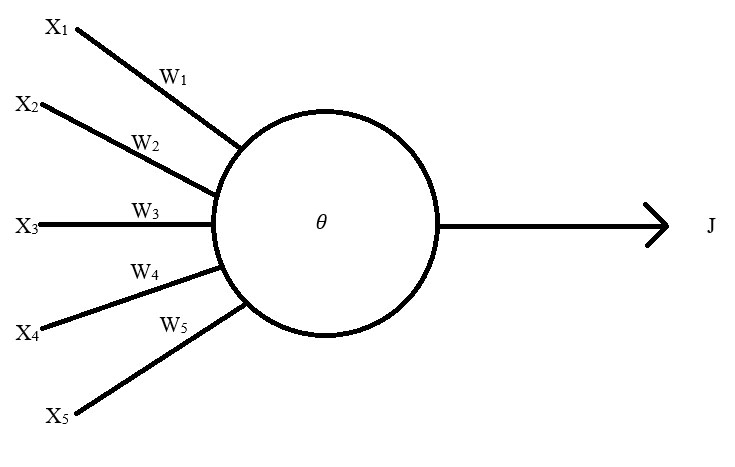 X₁
W₁
X₂
W₂
X₃
W₃
θ
J
W₄
X₄
W₅
X₅